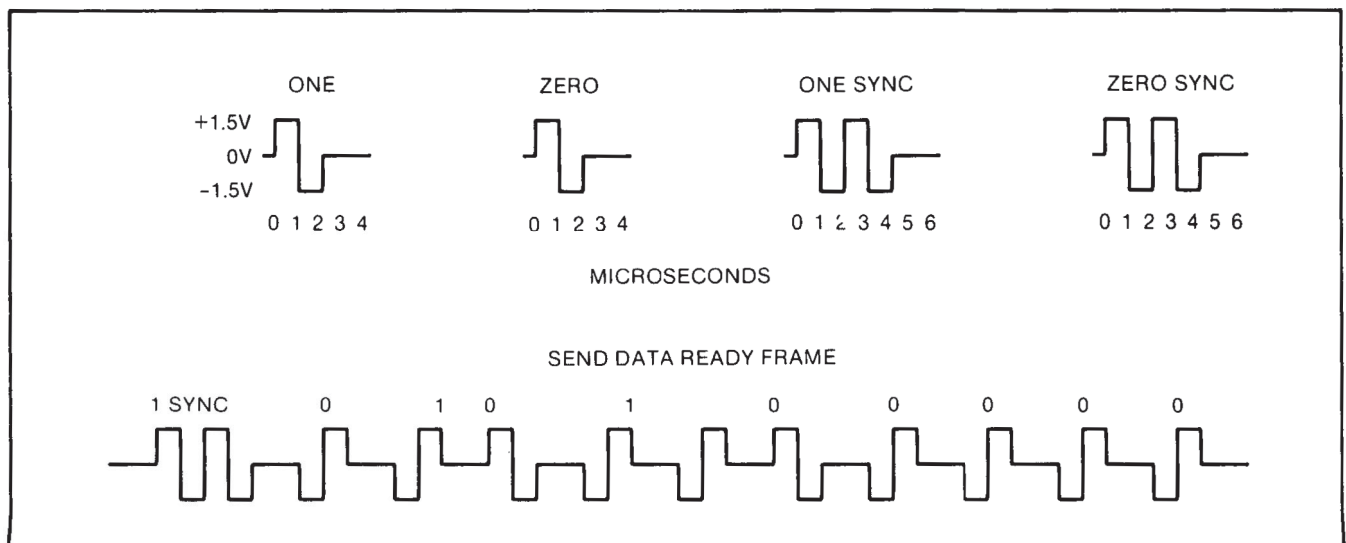 ONE ZERO ONE SYNC ZERO SYNC
+1.5V
0V
-1.5V
0 1 2 3 4 0 1 2 3 4 0 1 2 3 4 5 6 0 1 2 3 4 5 6
MICROSECONDS
SEND DATA READY FRAME
1 SYNC 0 1 0 1 0 0 0 0 0